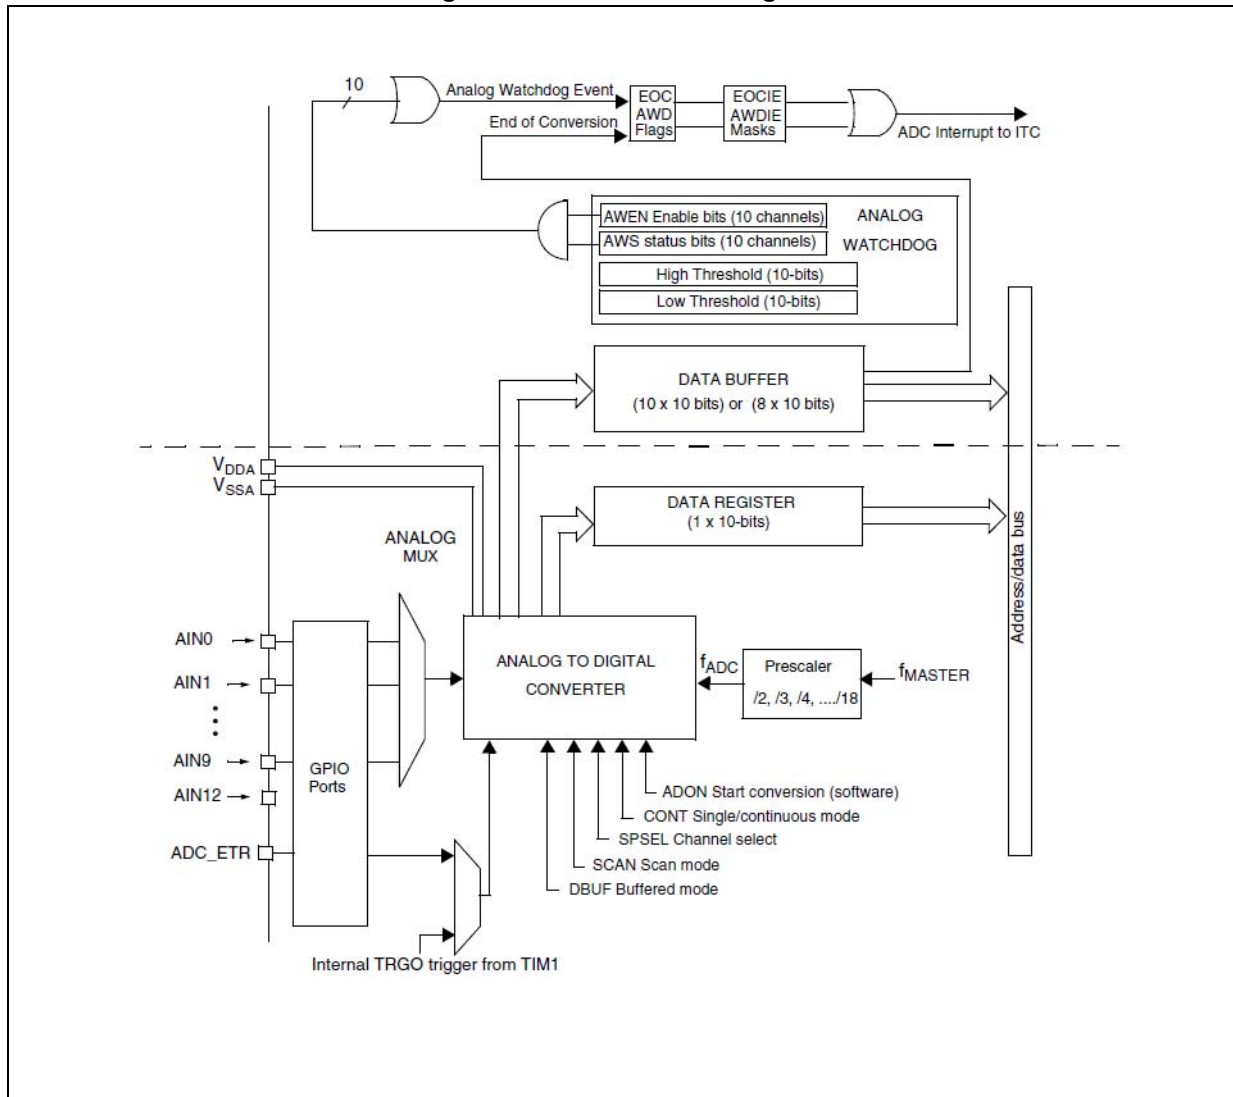 10
Analog Watchdog Event
End of Conversion
EOC
AWD
Flags
EOCIE
AWDIE
Masks
ADC Interrupt to ITC
AWEN Enable bits (10 channels)
AWS status bits (10 channels)
ANALOG
WATCHDOG
High Threshold (10-bits)
Low Threshold (10-bits)
DATA BUFFER
(10 x 10 bits) or (8 x 10 bits)
VDDA
VSSA
DATA REGISTER
(1 x 10-bits)
ANALOG
MUX
Address/data bus
AIN0
AIN1
AIN9
AIN12
ADC_ETR
GPIO
Ports
ANALOG TO DIGITAL
CONVERTER
fADC
Prescaler
/2, /3, /4, ..../18
fMASTER
ADON Start conversion (software)
CONT Single/continuous mode
SPSEL Channel select
SCAN Scan mode
DBUF Buffered mode
Internal TRGO trigger from TIM1